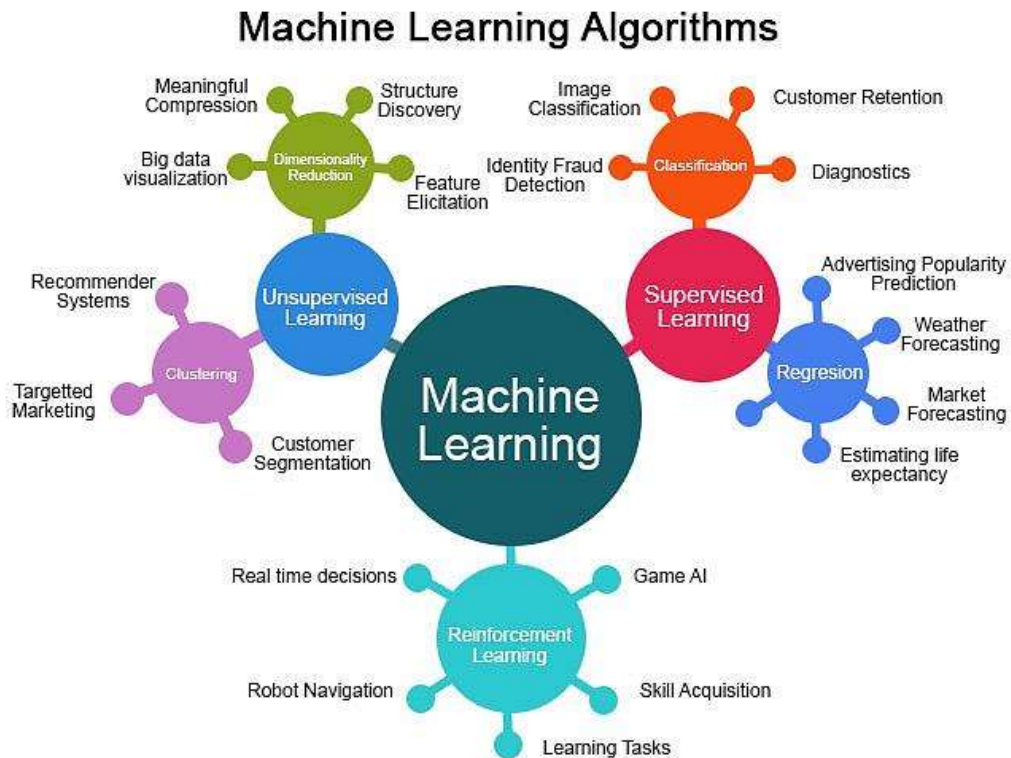 Machine Learning Algorithms
Meaningful
Compression
Structure
Discovery
Big data
visualization
Dimensionality
Reduction
Feature
Elicitation
Image
Classification
Customer Retention
Identity Fraud
Detection
Classification
Diagnostics
Recommender
Systems
Unsupervised
Learning
Clustering
Targetted
Marketing
Customer
Segmentation
Supervised
Learning
Advertising Popularity
Prediction
Weather
Forecasting
Regresion
Market
Forecasting
Estimating life
expectancy
Machine
Learning
Real time decisions
Game AI
Reinforcement
Learning
Robot Navigation
Skill Acquisition
Learning Tasks